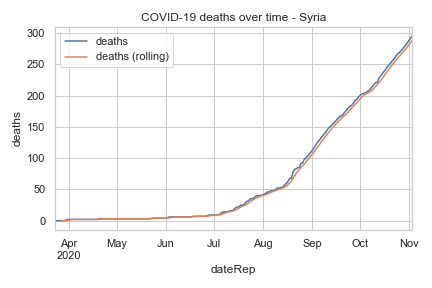 COVID-19 deaths over time - Syria
deaths
deaths (rolling)
300
250
200
150
100
50
0
deaths
Apr May Jun Jul Aug Sep Oct Nov
2020
dateRep